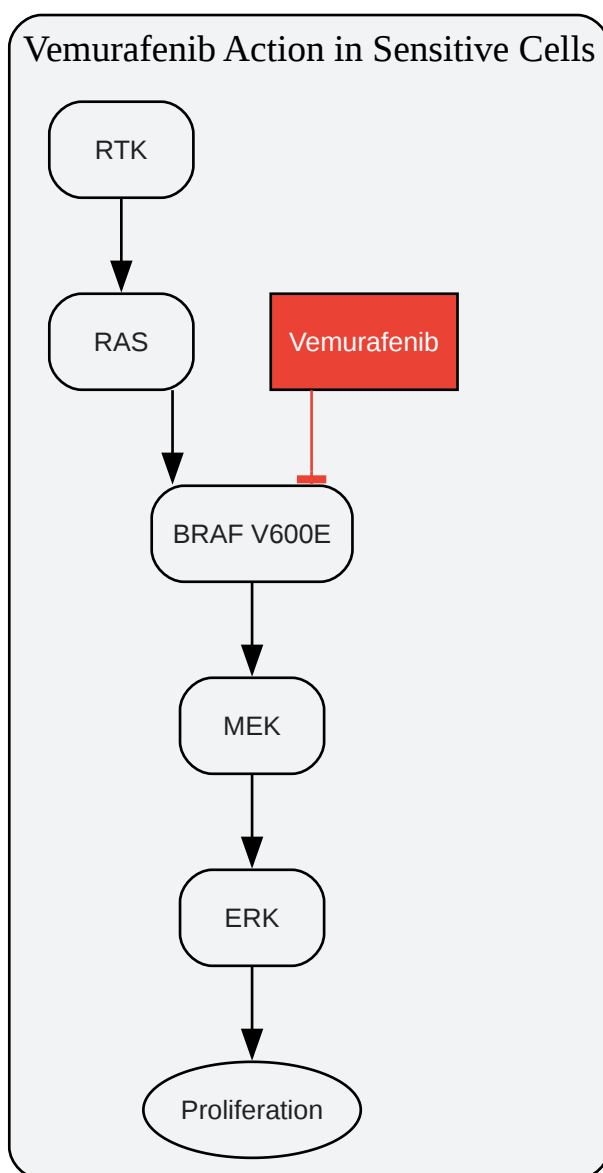 Vemurafenib Action in Sensitive Cells
RTK
RAS
Vemurafenib
BRAF V600E
MEK
ERK
Proliferation